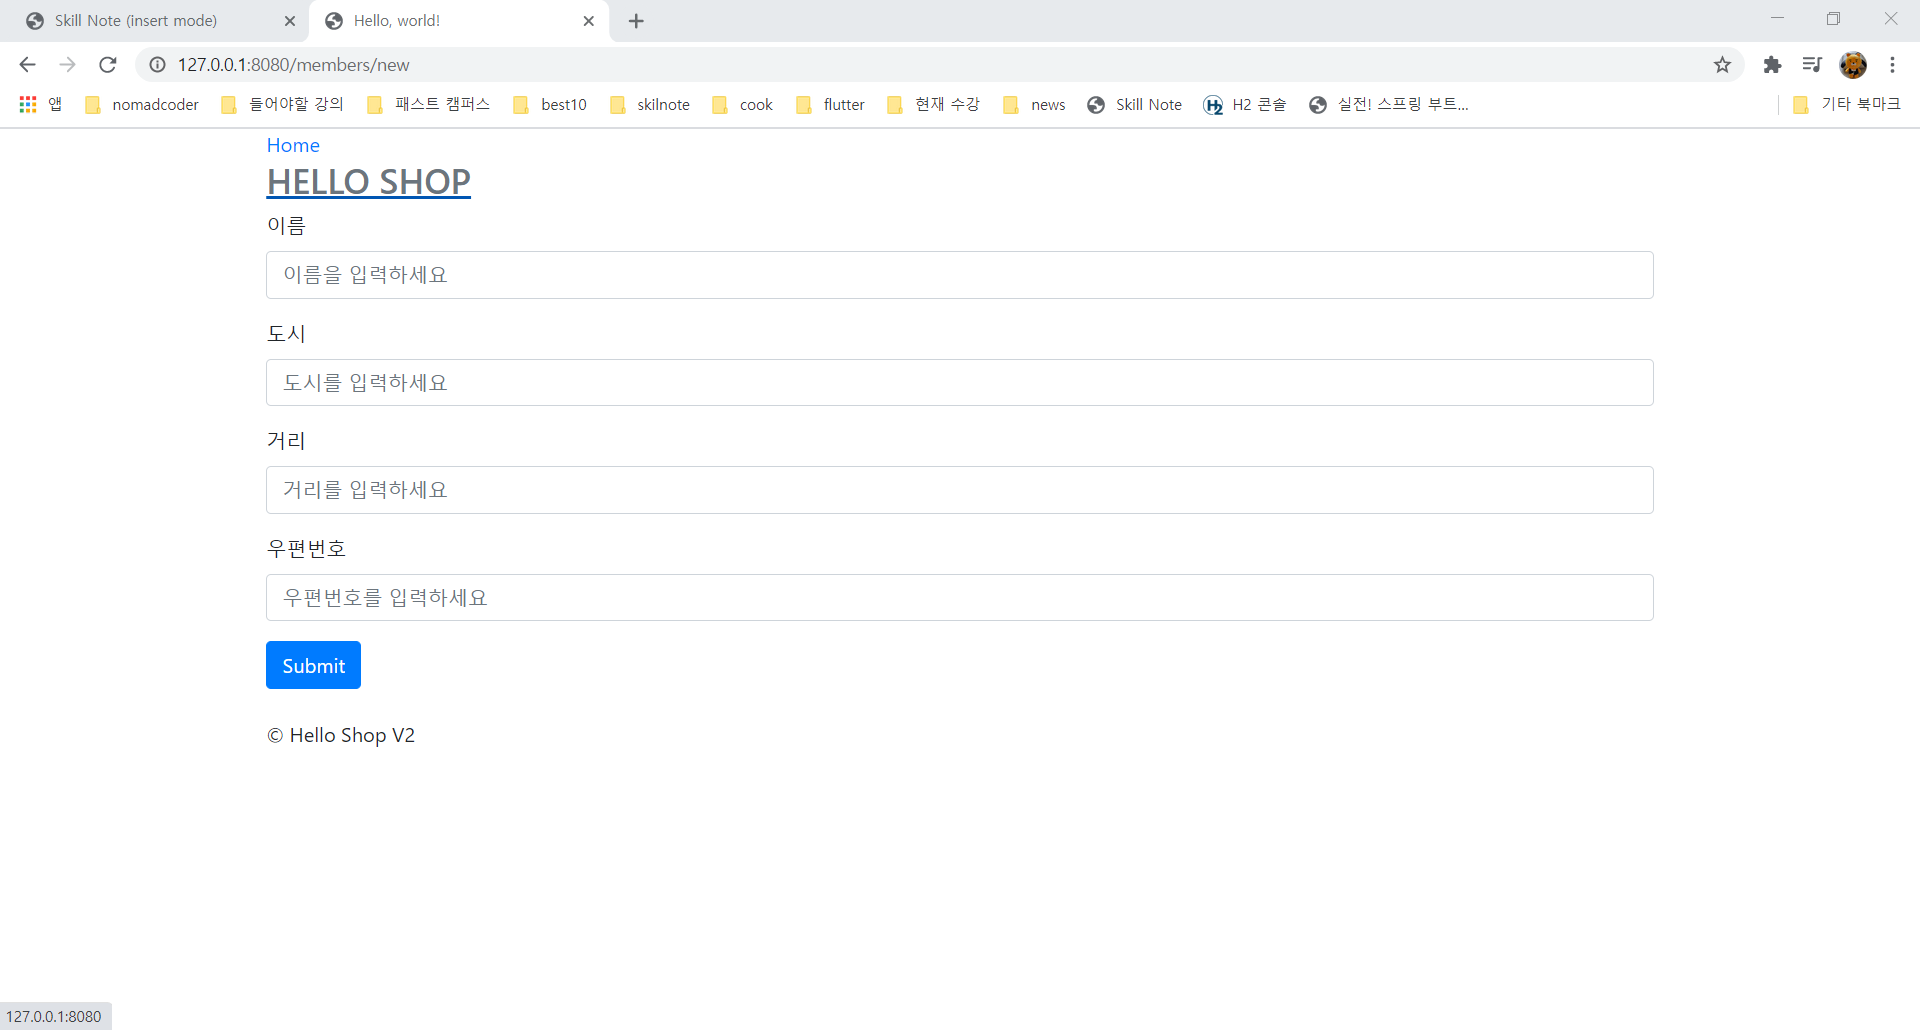 Skill Note (insert mode)
Hello, world!
127.0.0.1:8080/members/new
앱 nomadcoder 들어야할 강의 패스트 캠퍼스 best10 skilnote cook flutter 현재 수강 news Skill Note H2 H2 콘솔 실전! 스프링 부트... 기타 북마크
Home
HELLO SHOP
이름
이름을 입력하세요
도시
도시를 입력하세요
거리
거리를 입력하세요
우편번호
우편번호를 입력하세요
Submit
© Hello Shop V2
127.0.0.1:8080